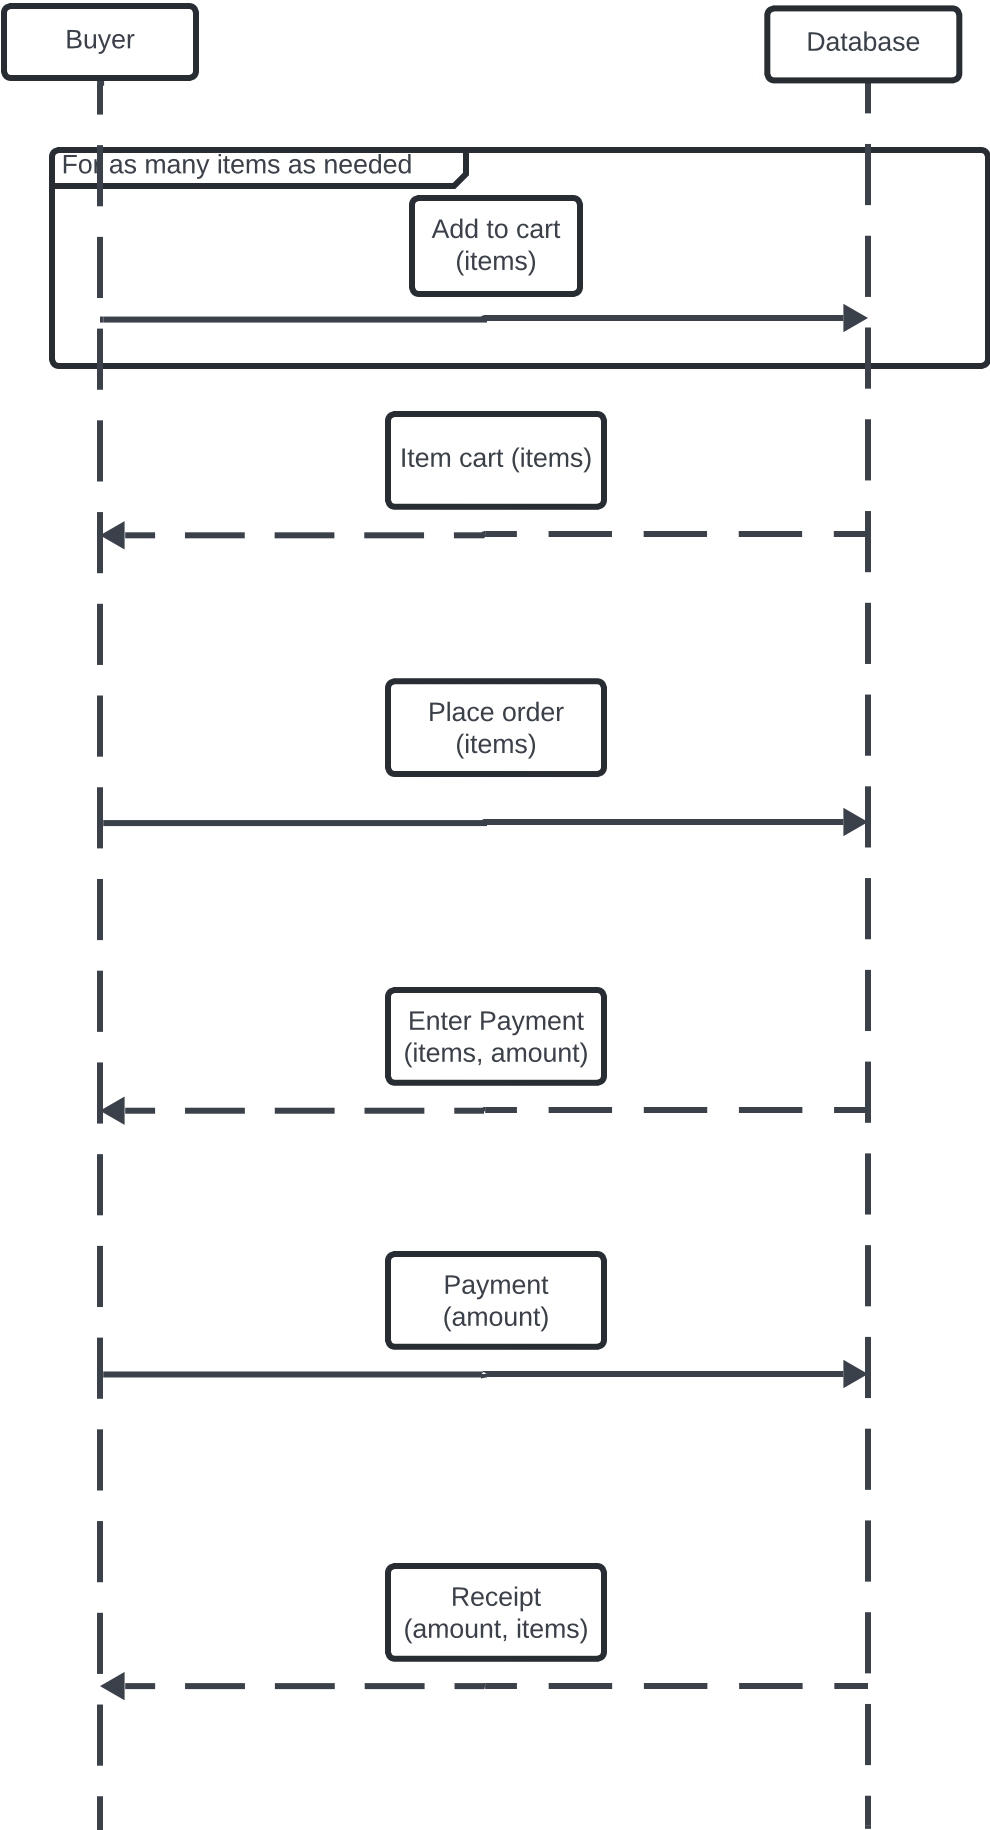 Buyer
Database
For as many items as needed
Add to cart
(items)
Item cart (items)
Place order
(items)
Enter Payment
(items, amount)
Payment
(amount)
Receipt
(amount, items)